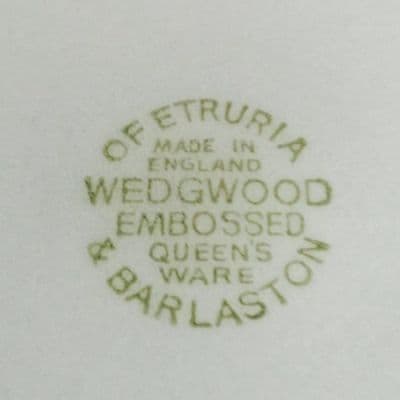 OF ETRURIA
MADE IN
ENGLAND
WEDGWOOD
EMBOSSED
QUEEN'S
WARE
& BARLASTON